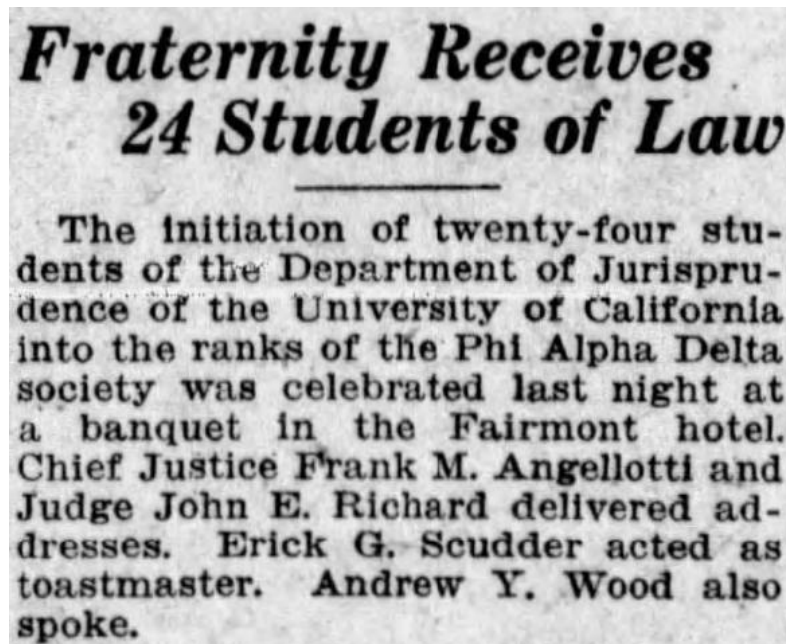 Fraternity Receives
24 Students of Law
The initiation of twenty-four stu-
dents of the Department of Jurispru-
dence of the University of California
into the ranks of the Phi Alpha Delta
society was celebrated last night at
a banquet in the Fairmont hotel.
Chief Justice Frank M. Angellotti and
Judge John E. Richard delivered ad-
dresses. Erick G. Scudder acted as
toastmaster. Andrew Y. Wood also
spoke.